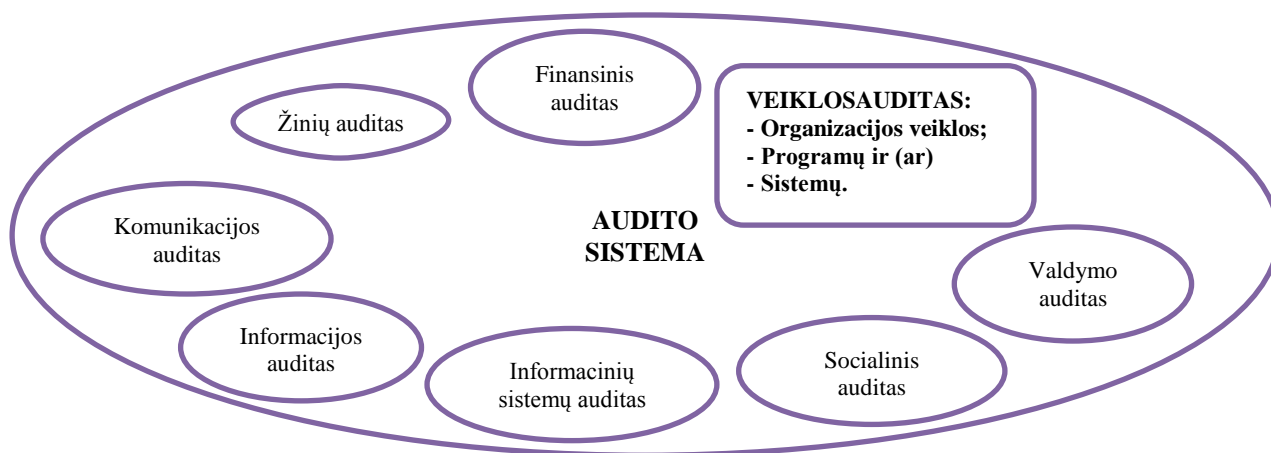 Finansinis
auditas
VEIKLOSAUDITAS:
- Organizacijos veiklos;
- Programų ir (ar)
- Sistemų.
Žinių auditas
AUDITO
SISTEMA
Komunikacijos
auditas
Valdymo
auditas
Informacijos
auditas
Informacinių
sistemų auditas
Socialinis
auditas